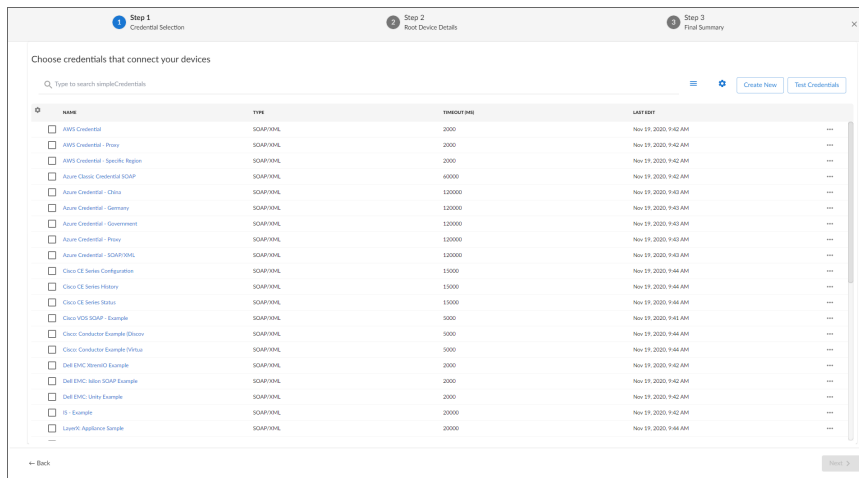 1 Step 1 Credential Selection
2 Step 2 Root Device Details
3 Step 3 Final Summary
Choose credentials that connect your devices
Type to search simpleCredentials
Create New Test Credentials
NAME TYPE TIMEOUT (MS) LAST EDIT
AWS Credential SOAP/XML 2000 Nov 19, 2020, 9:42 AM
AWS Credential - Proxy SOAP/XML 2000 Nov 19, 2020, 9:42 AM
AWS Credential - Specific Region SOAP/XML 2000 Nov 19, 2020, 9:42 AM
Azure Classic Credential SOAP SOAP/XML 60000 Nov 19, 2020, 9:42 AM
Azure Credential - China SOAP/XML 120000 Nov 19, 2020, 9:43 AM
Azure Credential - Germany SOAP/XML 120000 Nov 19, 2020, 9:43 AM
Azure Credential - Government SOAP/XML 120000 Nov 19, 2020, 9:43 AM
Azure Credential - Proxy SOAP/XML 120000 Nov 19, 2020, 9:43 AM
Azure Credential - SOAP/XML SOAP/XML 120000 Nov 19, 2020, 9:43 AM
Cisco CE Series Configuration SOAP/XML 15000 Nov 19, 2020, 9:44 AM
Cisco CE Series History SOAP/XML 15000 Nov 19, 2020, 9:44 AM
Cisco CE Series Status SOAP/XML 15000 Nov 19, 2020, 9:44 AM
Cisco VOS SOAP - Example SOAP/XML 5000 Nov 19, 2020, 9:41 AM
Cisco: Conductor Example (Discov SOAP/XML 5000 Nov 19, 2020, 9:44 AM
Cisco: Conductor Example (Virtua SOAP/XML 5000 Nov 19, 2020, 9:44 AM
Dell EMC XtremIO Example SOAP/XML 2000 Nov 19, 2020, 9:42 AM
Dell EMC: Isilon SOAP Example SOAP/XML 2000 Nov 19, 2020, 9:42 AM
Dell EMC: Unity Example SOAP/XML 2000 Nov 19, 2020, 9:42 AM
IS - Example SOAP/XML 20000 Nov 19, 2020, 9:42 AM
LayerX: Appliance Sample SOAP/XML 20000 Nov 19, 2020, 9:46 AM
← Back Next >